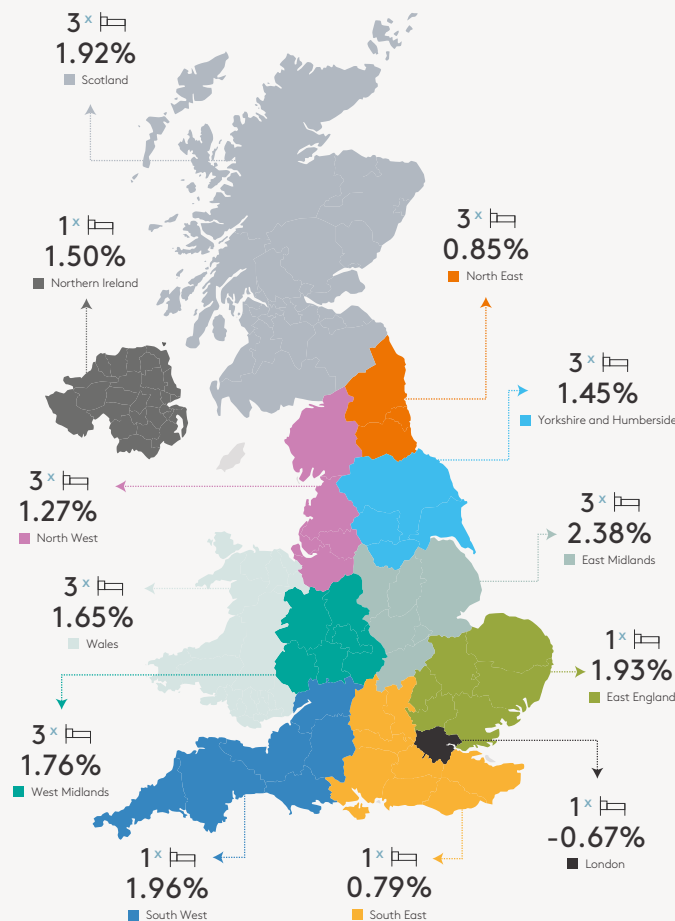 3x
1.92%
Scotland
1x
1.50%
Northern Ireland
3x
0.85%
North East
3x
1.45%
Yorkshire and Humberside
3x
1.27%
North West
3x
2.38%
East Midlands
3x
1.65%
Wales
1x
1.93%
East England
3x
1.76%
West Midlands
1x
-0.67%
London
1x
1.96%
South West
1x
0.79%
South East